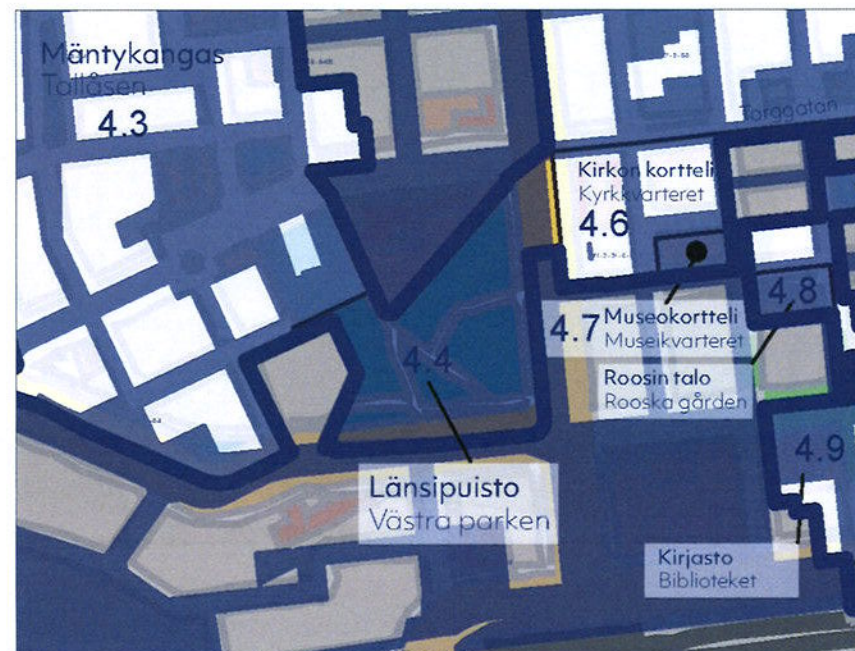 Mäntykangas
Tallåsen
4.3
Torggatan
Kirkon kortteli
Kyrkkvarteret
4.6
4.7
Museokortteli
Museikvarteret
4.8
Roosin talo
Rooska gården
4.4
Länsipuisto
Västra parken
4.9
Kirjasto
Biblioteket